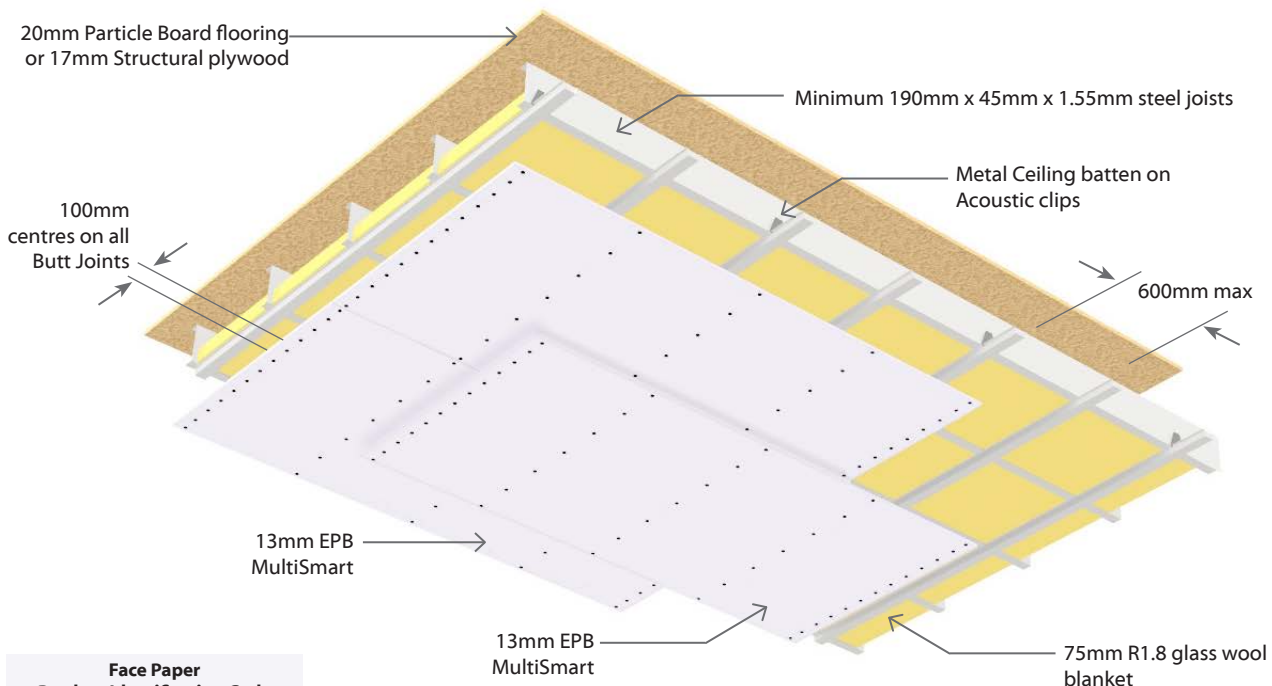 20mm Particle Board flooring
or 17mm Structural plywood
Minimum 190mm x 45mm x 1.55mm steel joists
Metal Ceiling batten on
Acoustic clips
100mm
centres on all
Butt Joints
600mm max
13mm EPB
MultiSmart
13mm EPB
MultiSmart
75mm R1.8 glass wool
blanket
Face Paper